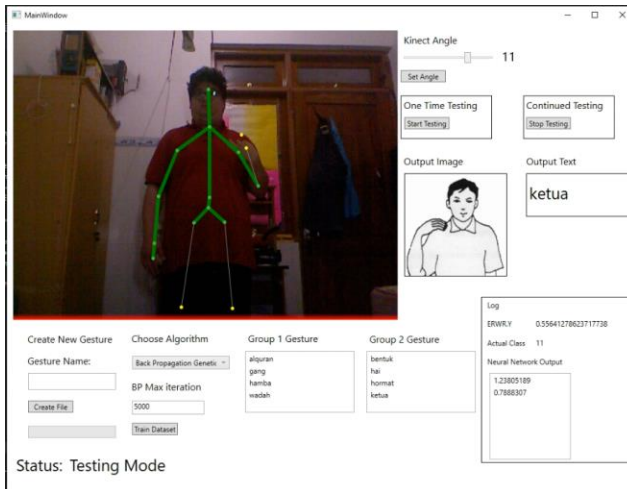 MainWindow
Kinect Angle
11
Set Angle
One Time Testing
Start Testing
Continued Testing
Stop Testing
Output Image
Output Text
ketua
Log
ERWR.Y 0.55641278623717738
Actual Class 11
Neural Network Output
1.23805189
0.7888307
Create New Gesture
Gesture Name:
Create File
Choose Algorithm
Back Propagation Genetic
BP Max iteration
5000
Train Dataset
Group 1 Gesture
alquran
gang
hamba
wadah
Group 2 Gesture
bentuk
hai
hormat
ketua
Status: Testing Mode